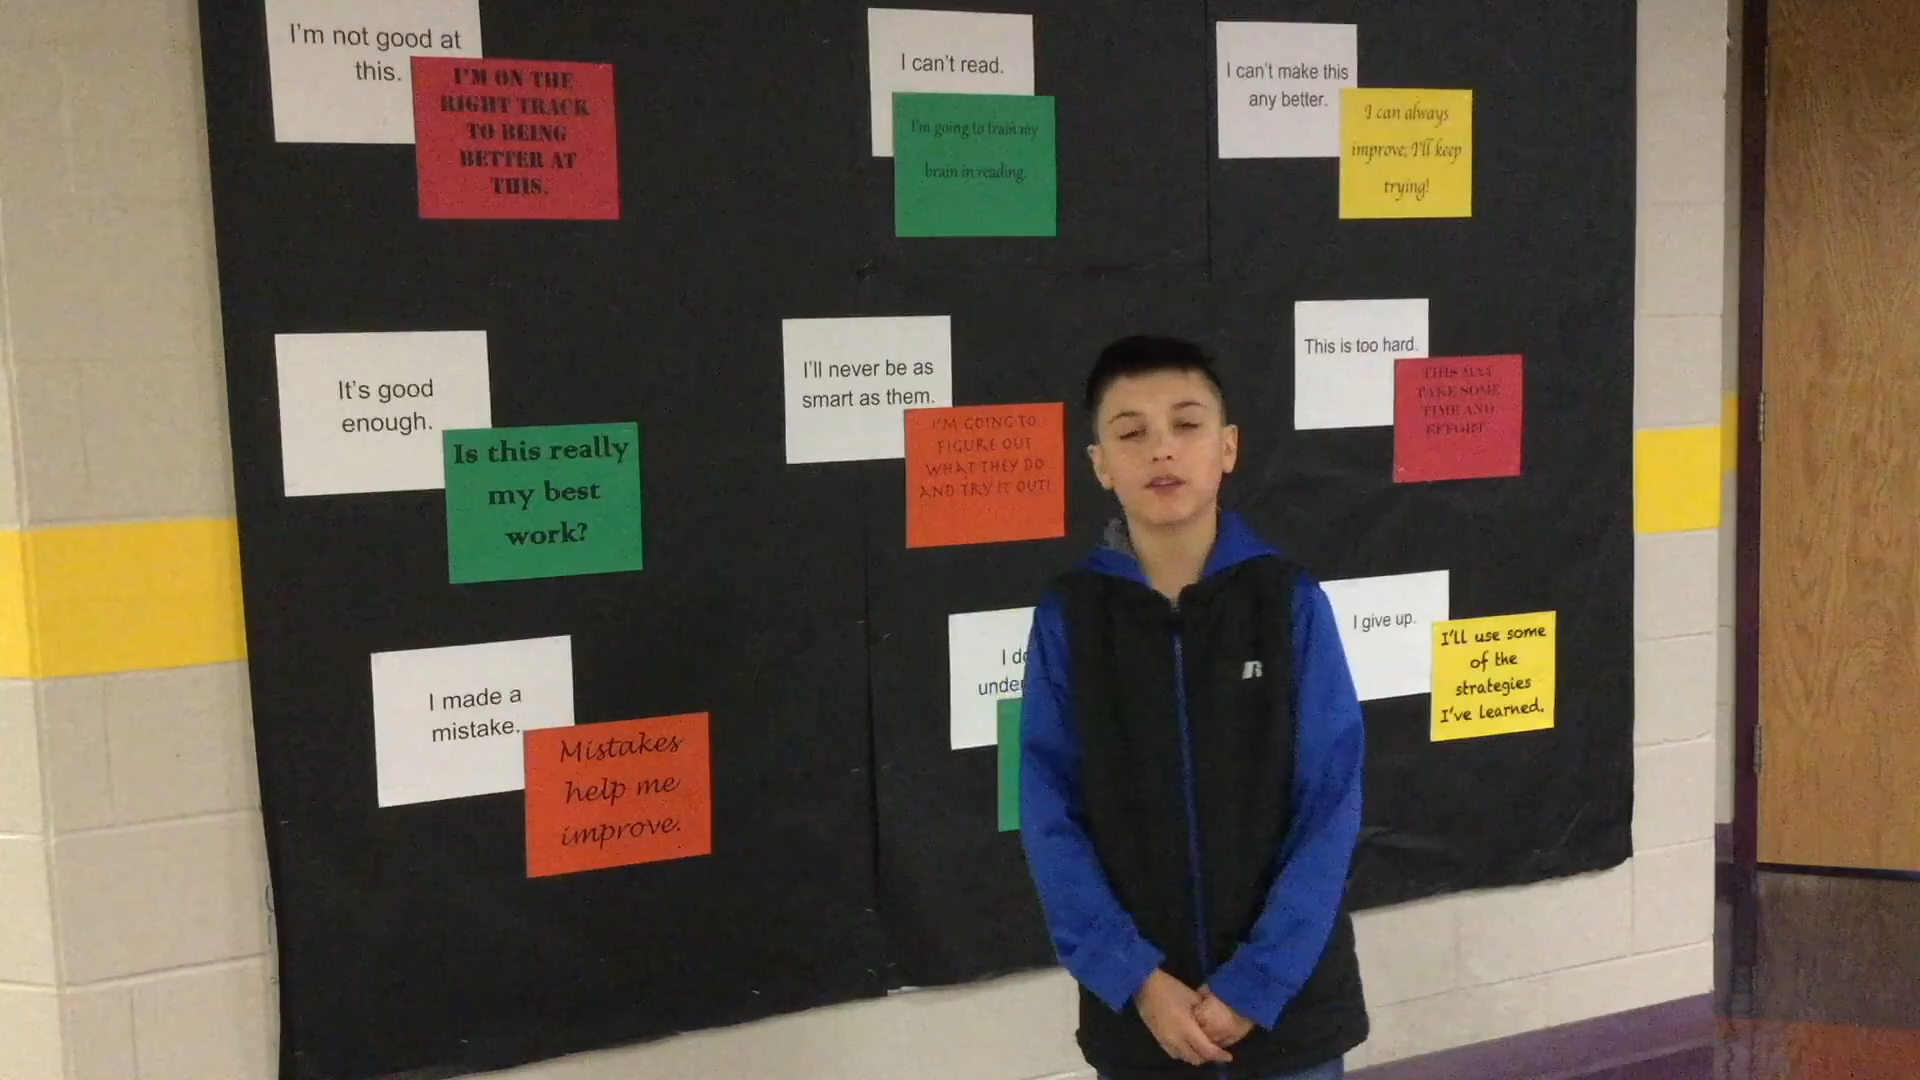 I'm not good at
this.
I'M ON THE
RIGHT TRACK
TO BEING
BETTER AT
THIS.
I can't read.
I'm going to train my
brain in reading.
I can't make this
any better.
I can always
improve, I'll keep
trying!
It's good
enough.
Is this really
my best
work?
I'll never be as
smart as them.
I'M GOING TO
FIGURE OUT
WHAT THEY DO
AND TRY IT OUT!
This is too hard.
THIS MAY
TAKE SOME
TIME AND
EFFORT.
I made a
mistake.
Mistakes
help me
improve.
I
I give up.
I'll use some
of the
strategies
I've learned.
R